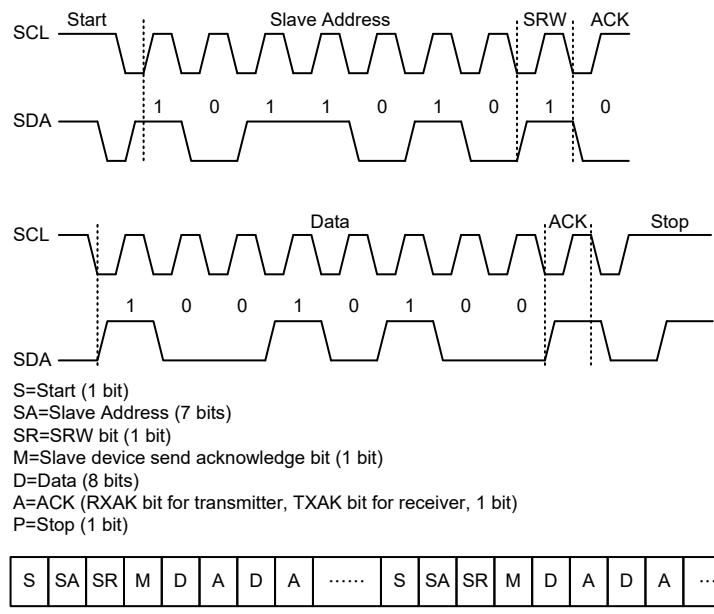 Start Slave Address SRW ACK
SCL
1 0 1 1 0 1 0 1 0
SDA
Data ACK Stop
SCL
1 0 0 1 0 1 0 0
SDA
S=Start (1 bit)
SA=Slave Address (7 bits)
SR=SRW bit (1 bit)
M=Slave device send acknowledge bit (1 bit)
D=Data (8 bits)
A=ACK (RXAK bit for transmitter, TXAK bit for receiver, 1 bit)
P=Stop (1 bit)
S SA SR M D A D A ...... S SA SR M D A D A ...